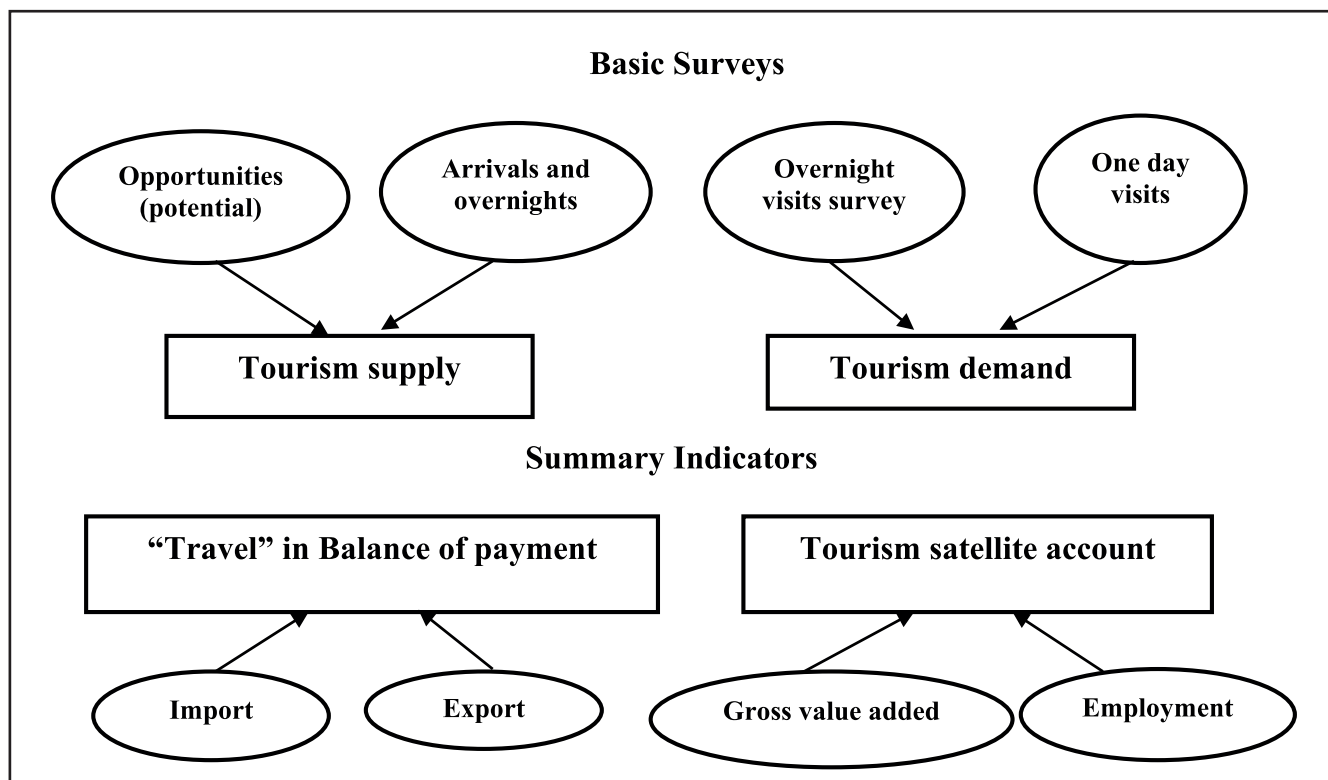 Basic Surveys
Opportunities
(potential)
Arrivals and
overnights
Overnight
visits survey
One day
visits
Tourism supply
Tourism demand
Summary Indicators
“Travel” in Balance of payment
Tourism satellite account
Import
Export
Gross value added
Employment